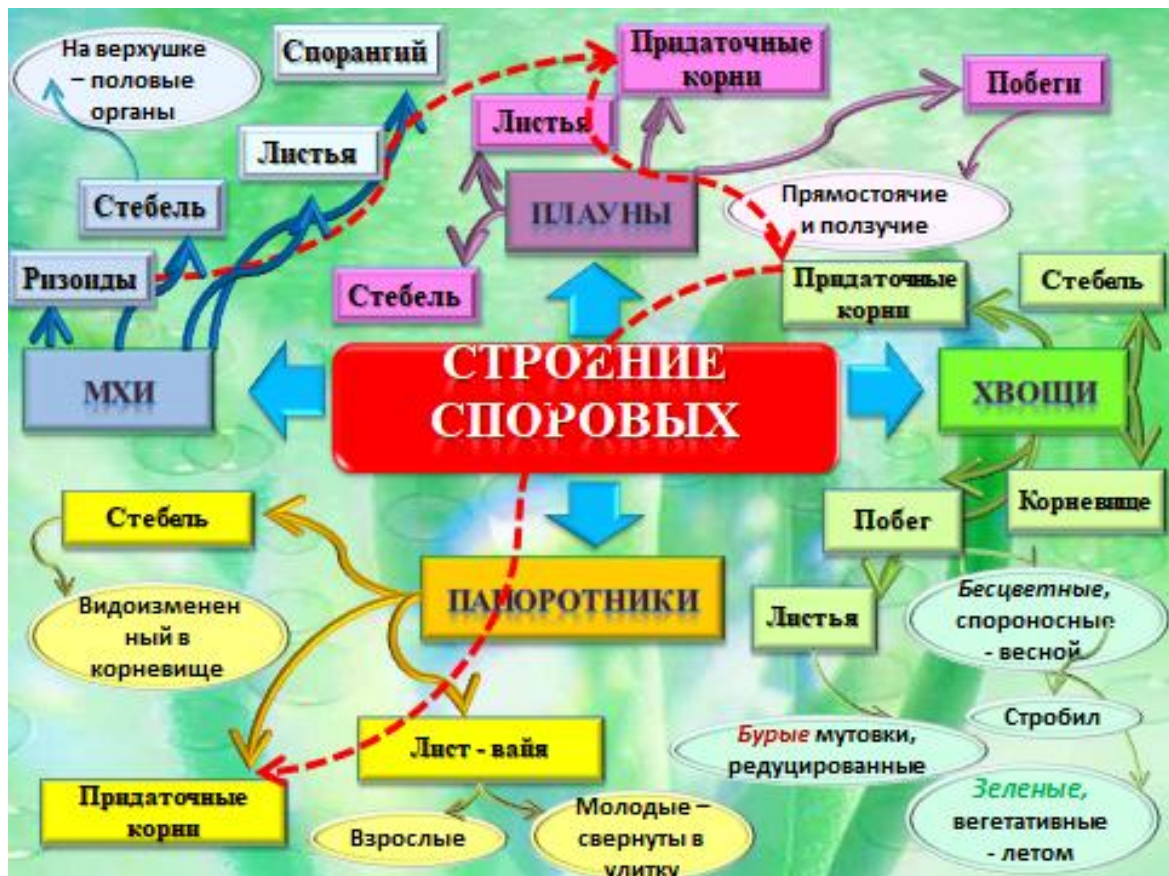 На верхушке
– половые
органы
Спорангий
Листья
Стебель
Ризоиды
МХИ
Придаточные
корни
Листья
Побеги
ПЛАУНЫ
Прямостоячие
и ползучие
Стебель
Придаточные
корни
Стебель
ХВОЩИ
СТРОЕНИЕ
СПОРОВЫХ
Побег
Корневище
Листья
Бесцветные,
спороносные
- весной
Стробил
Бурые мутовки,
редуцированные
Зеленые,
вегетативные
- летом
Стебель
ПАПОРОТНИКИ
Видоизменен
ный в
корневище
Лист - вайя
Придаточные
корни
Взрослые
Молодые –
свернуты в
улитку